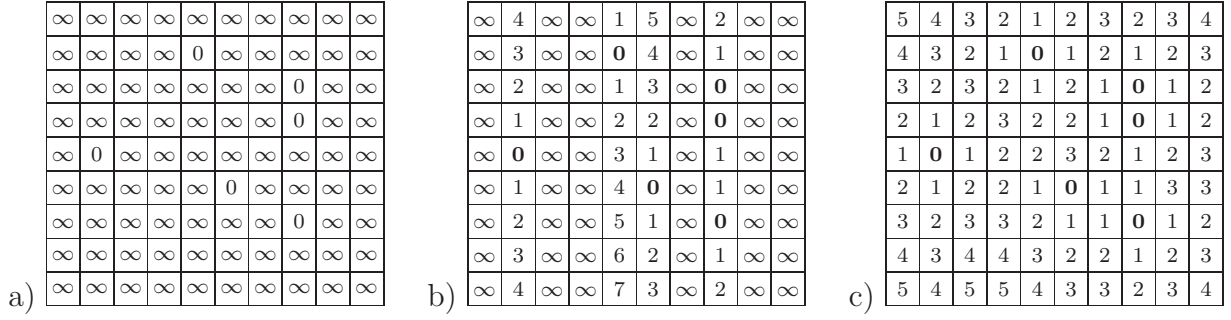 ∞ ∞ ∞ ∞ ∞ ∞ ∞ ∞ ∞ ∞
∞ ∞ ∞ ∞ 0 ∞ ∞ ∞ ∞ ∞
∞ ∞ ∞ ∞ ∞ ∞ ∞ 0 ∞ ∞
∞ ∞ ∞ ∞ ∞ ∞ ∞ 0 ∞ ∞
∞ 0 ∞ ∞ ∞ ∞ ∞ ∞ ∞ ∞
∞ ∞ ∞ ∞ ∞ 0 ∞ ∞ ∞ ∞
∞ ∞ ∞ ∞ ∞ ∞ ∞ 0 ∞ ∞
∞ ∞ ∞ ∞ ∞ ∞ ∞ ∞ ∞ ∞
a) ∞ ∞ ∞ ∞ ∞ ∞ ∞ ∞ ∞ ∞
∞ 4 ∞ ∞ 1 5 ∞ 2 ∞ ∞
∞ 3 ∞ ∞ 0 4 ∞ 1 ∞ ∞
∞ 2 ∞ ∞ 1 3 ∞ 0 ∞ ∞
∞ 1 ∞ ∞ 2 2 ∞ 0 ∞ ∞
∞ 0 ∞ ∞ 3 1 ∞ 1 ∞ ∞
∞ 1 ∞ ∞ 4 0 ∞ 1 ∞ ∞
∞ 2 ∞ ∞ 5 1 ∞ 0 ∞ ∞
∞ 3 ∞ ∞ 6 2 ∞ 1 ∞ ∞
b) ∞ 4 ∞ ∞ 7 3 ∞ 2 ∞ ∞
5 4 3 2 1 2 3 2 3 4
4 3 2 1 0 1 2 1 2 3
3 2 3 2 1 2 1 0 1 2
2 1 2 3 2 2 1 0 1 2
1 0 1 2 2 3 2 1 2 3
2 1 2 2 1 0 1 1 3 3
3 2 3 3 2 1 1 0 1 2
4 3 4 4 3 2 2 1 2 3
c) 5 4 5 5 4 3 3 2 3 4